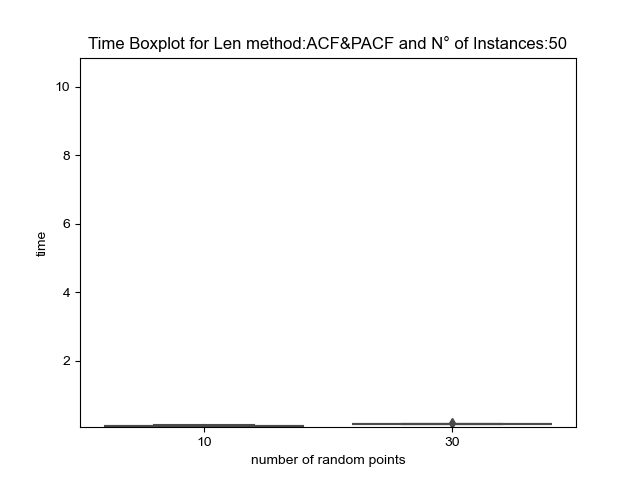 Time Boxplot for Len method:ACF&PACF and N° of Instances:50
10
8
6
4
2
time
10
30
number of random points